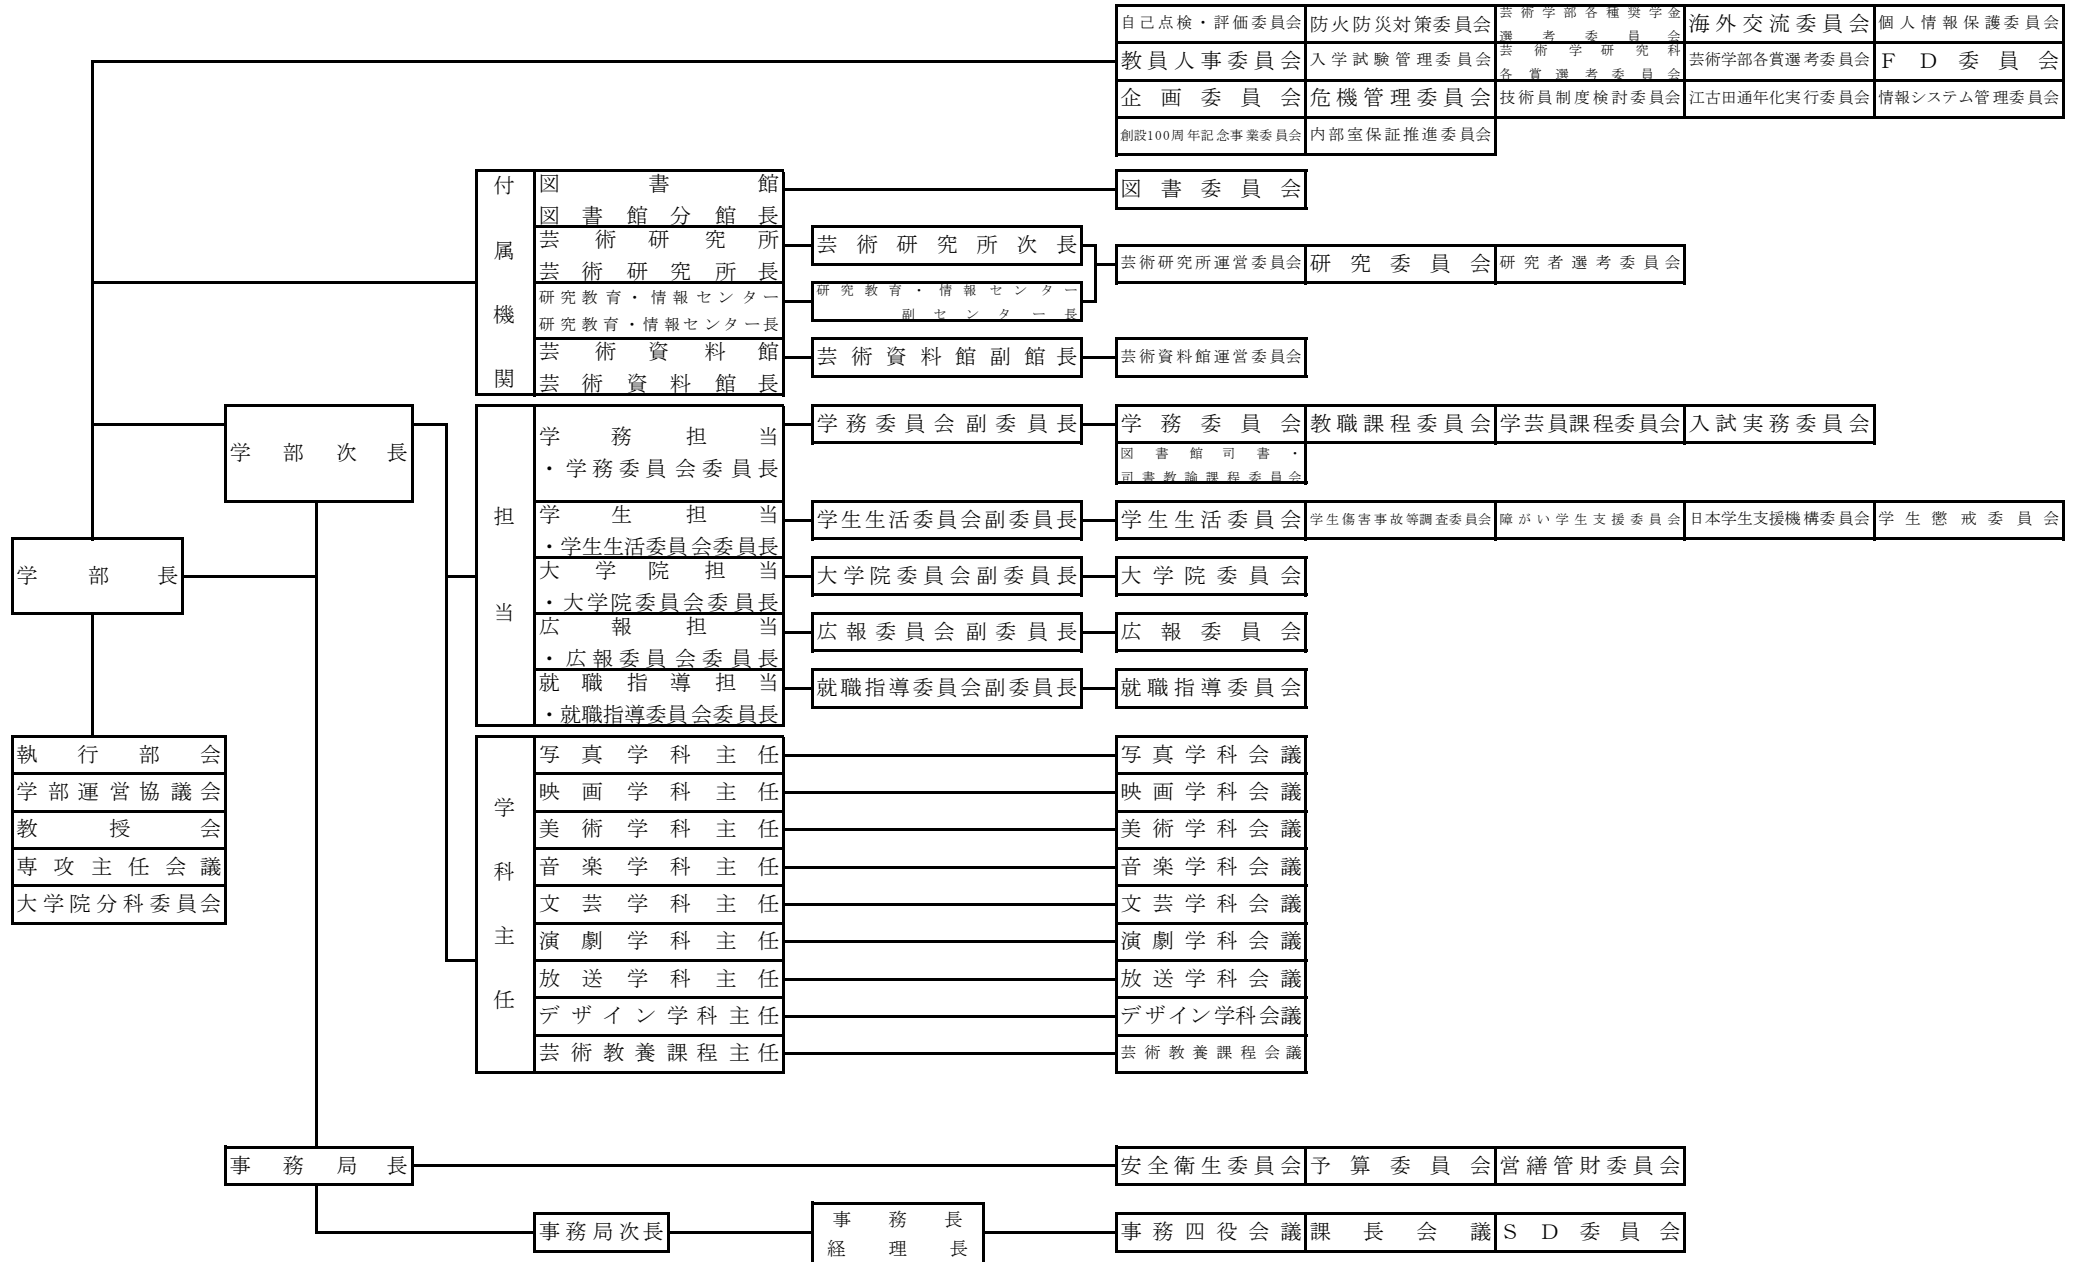 自己点検・評価委員会 防火防災対策委員会 芸術学部各種奨学金 海外交流委員会 個人情報保護委員会
選考委員会
教員人事委員会 入学試験管理委員会 芸術学研究科 芸術学部各賞選考委員会 FD委員会
各賞選考委員会
企画委員会 危機管理委員会 技術員制度検討委員会 江古田通年化実行委員会 情報システム管理委員会
創設100周年記念事業委員会 内部室保証推進委員会
付属機関
図書館
図書館分館長
図書委員会
芸術研究所
芸術研究所長
芸術研究所次長
研究教育・情報センター
研究教育・情報センター長
研究教育・情報センター
副センター長
芸術研究所運営委員会 研究委員会 研究者選考委員会
芸術資料館
芸術資料館長
芸術資料館副館長
芸術資料館運営委員会
学部次長
担当
学務担当
・学務委員会委員長
学務委員会副委員長
学務委員会 教職課程委員会 学芸員課程委員会 入試実務委員会
図書館司書・
司書教諭課程委員会
学生担当
・学生生活委員会委員長
学生生活委員会副委員長
学生生活委員会 学生傷害事故等調査委員会 障がい学生支援委員会 日本学生支援機構委員会 学生懲戒委員会
学部長
大学院担当
・大学院委員会委員長
大学院委員会副委員長
大学院委員会
広報担当
・広報委員会委員長
広報委員会副委員長
広報委員会
就職指導担当
・就職指導委員会委員長
就職指導委員会副委員長
就職指導委員会
執行部会
学部運営協議会
教授会
専攻主任会議
大学院分科委員会
学科主任
写真学科主任 写真学科会議
映画学科主任 映画学科会議
美術学科主任 美術学科会議
音楽学科主任 音楽学科会議
文芸学科主任 文芸学科会議
演劇学科主任 演劇学科会議
放送学科主任 放送学科会議
デザイン学科主任 デザイン学科会議
芸術教養課程主任 芸術教養課程会議
事務局長 安全衛生委員会 予算委員会 営繕管財委員会
事務局次長
事務長
経理長
事務四役会議 課長会議 SD委員会